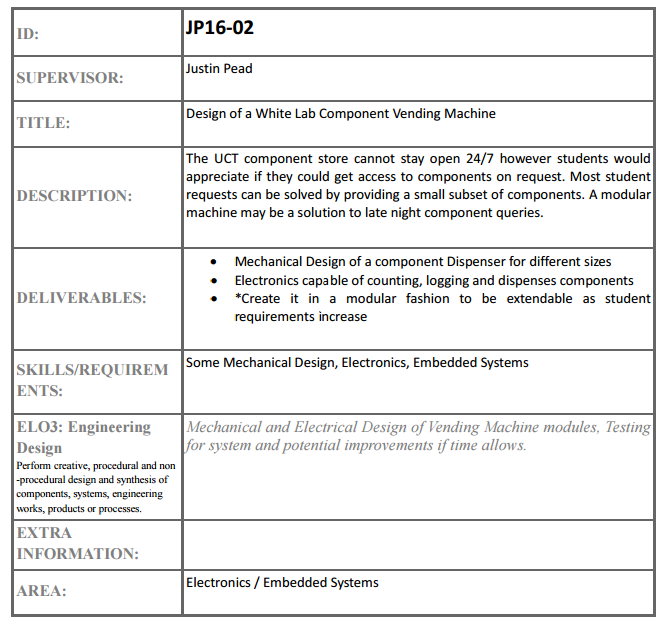 ID:
JP16-02
SUPERVISOR:
Justin Pead
TITLE:
Design of a White Lab Component Vending Machine
DESCRIPTION:
The UCT component store cannot stay open 24/7 however students would
appreciate if they could get access to components on request. Most student
requests can be solved by providing a small subset of components. A modular
machine may be a solution to late night component queries.
DELIVERABLES:
• Mechanical Design of a component Dispenser for different sizes
• Electronics capable of counting, logging and dispenses components
• *Create it in a modular fashion to be extendable as student
requirements increase
SKILLS/REQUIREM
ENTS:
Some Mechanical Design, Electronics, Embedded Systems
ELO3: Engineering
Design
Perform creative, procedural and non
-procedural design and synthesis of
components, systems, engineering
works, products or processes.
Mechanical and Electrical Design of Vending Machine modules, Testing
for system and potential improvements if time allows.
EXTRA
INFORMATION:
AREA:
Electronics / Embedded Systems